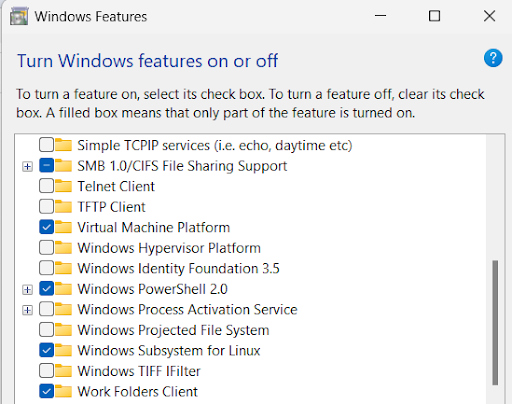 Windows Features
Turn Windows features on or off
To turn a feature on, select its check box. To turn a feature off, clear its check
box. A filled box means that only part of the feature is turned on.
Simple TCPIP services (i.e. echo, daytime etc)
SMB 1.0/CIFS File Sharing Support
Telnet Client
TFTP Client
Virtual Machine Platform
Windows Hypervisor Platform
Windows Identity Foundation 3.5
Windows PowerShell 2.0
Windows Process Activation Service
Windows Projected File System
Windows Subsystem for Linux
Windows TIFF IFilter
Work Folders Client